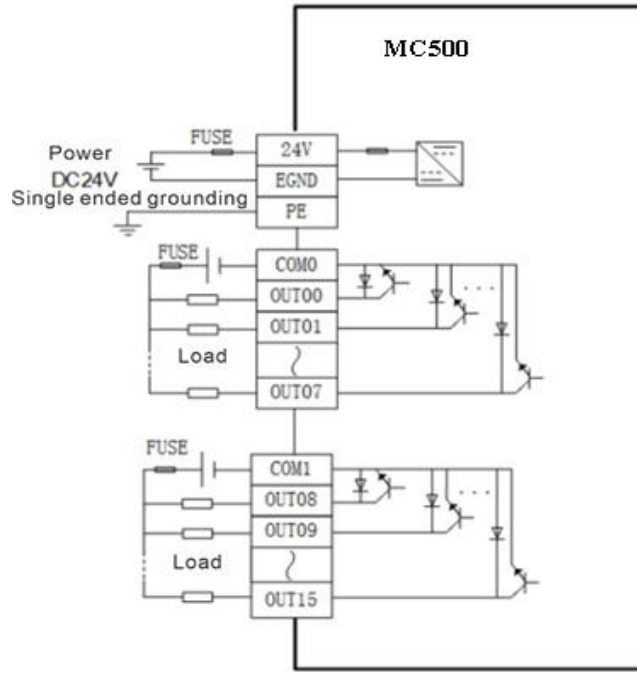 MC500
FUSE
24V
Power
DC24V
EGND
Single ended grounding
PE
FUSE
COM0
OUT00
OUT01
Load
OUT07
FUSE
COM1
OUT08
OUT09
Load
OUT15